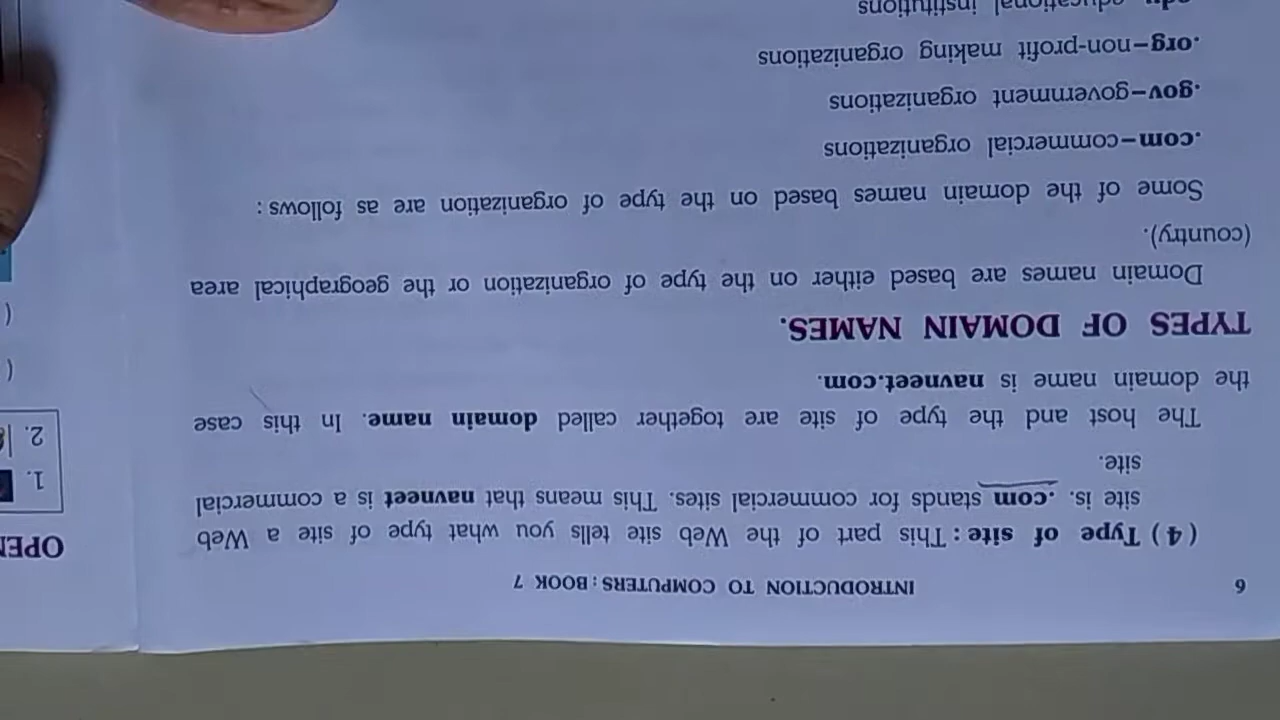 6 INTRODUCTION TO COMPUTERS : BOOK 7
( 4 ) Type of site : This part of the Web site tells you what type of site a Web
site is. .com stands for commercial sites. This means that navneet is a commercial
site.
The host and the type of site are together called domain name. In this case
the domain name is navneet.com.
TYPES OF DOMAIN NAMES.
Domain names are based either on the type of organization or the geographical area
(country).
Some of the domain names based on the type of organization are as follows :
.com–commercial organizations
.gov–government organizations
.org–non-profit making organizations
edu educational institutions
1.
2.
(
(